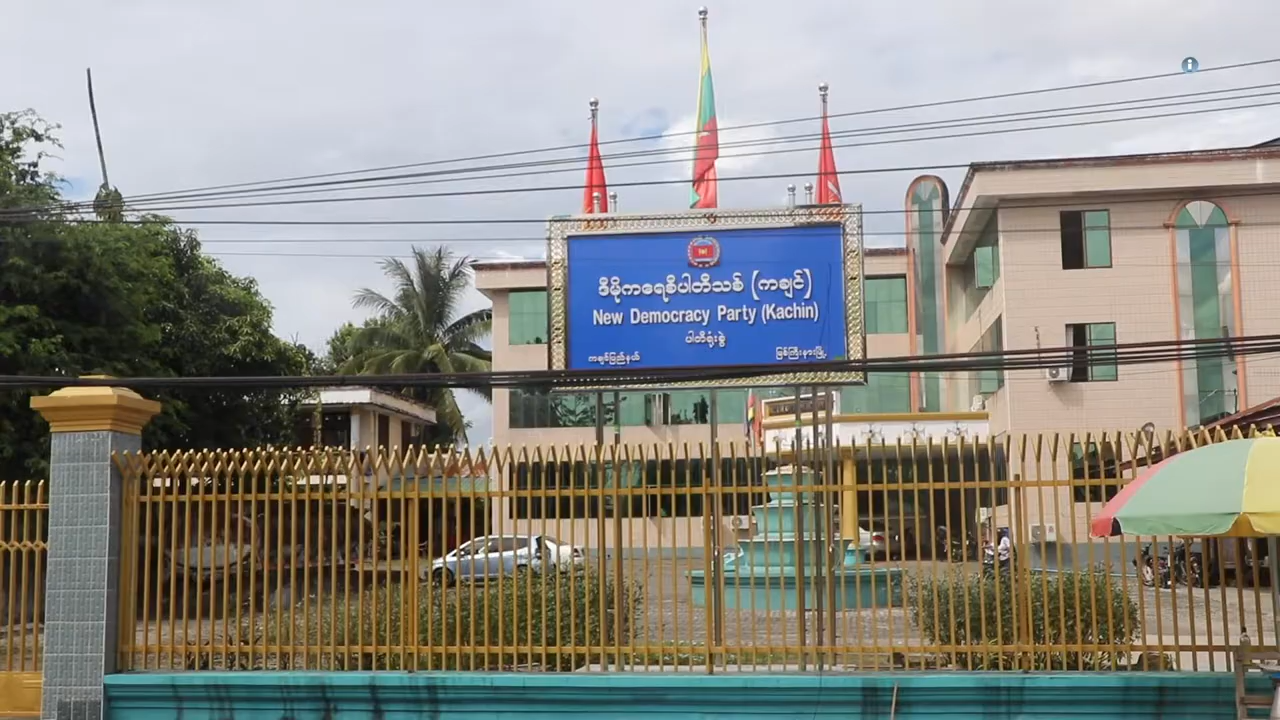 ဒီမိုကရေစီပါတီသစ် (ကချင်)
New Democracy Party (Kachin)
ပါတီရုံးခွဲ
ကချင်ပြည်နယ် မြစ်ကြီးနားမြို့